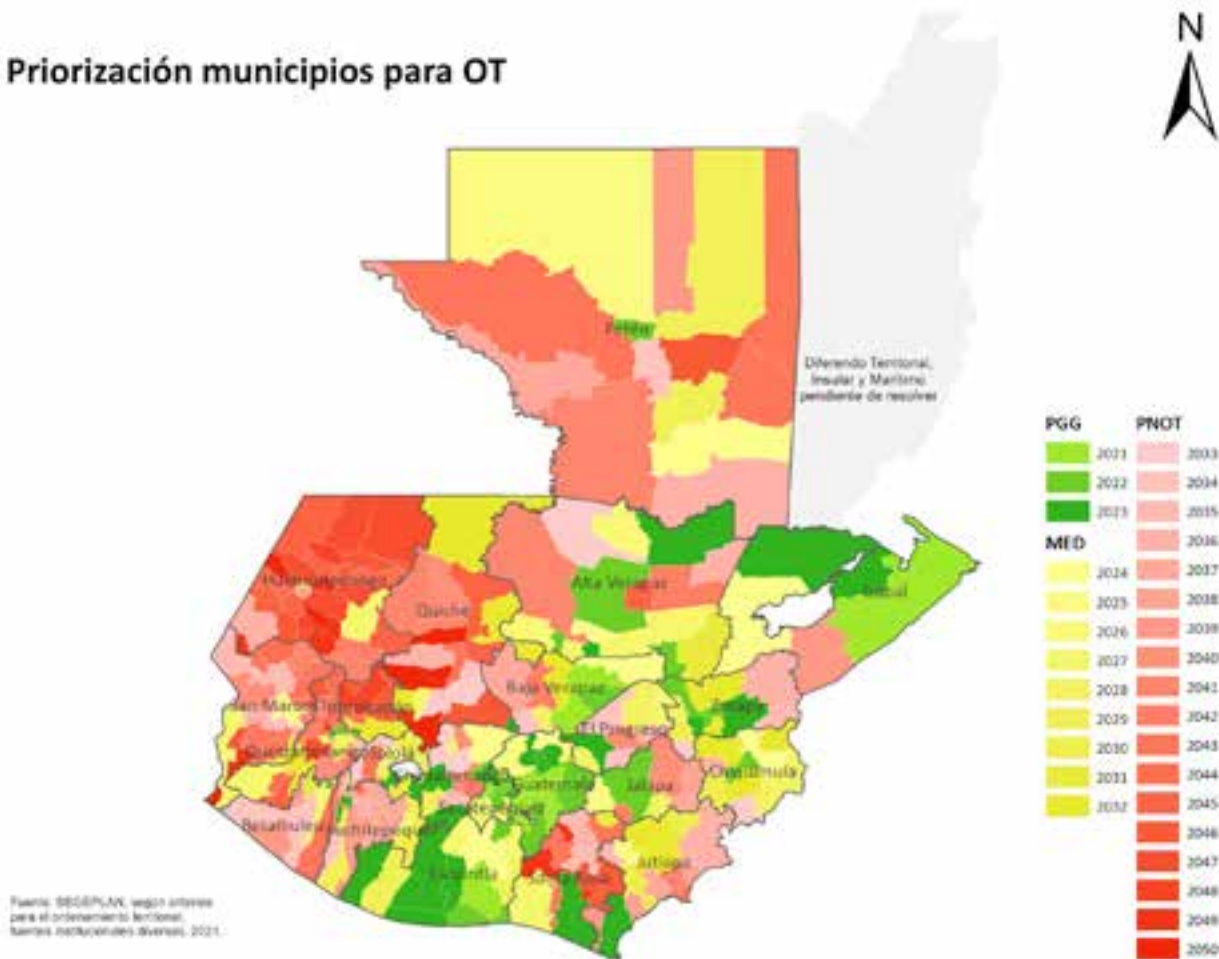 N
Priorización municipios para OT
Petén
Diferendo Territorial,
Insular y Marítimo
pendiente de resolver
PGG
PNOT
2021
2022
2023
MED
2024
2025
2026
2027
2028
2029
2030
2031
2032
2033
2034
2035
2036
2037
2038
2039
2040
2041
2042
2043
2044
2045
2046
2047
2048
2049
2050
Huehuetenango
Quiché
Alta Verapaz
Izabal
Baja Verapaz
San Marcos
Totonicapán
El Progreso
Zacapa
Quetzaltenango
Sololá
Chimaltenango
Guatemala
Jalapa
Chiquimula
Sacatepéquez
Retalhuleu
Suchitepéquez
Escuintla
Santa Rosa
Jutiapa
Fuente: SEGEPLAN, según criterios
para el ordenamiento territorial,
fuentes institucionales diversas, 2021.